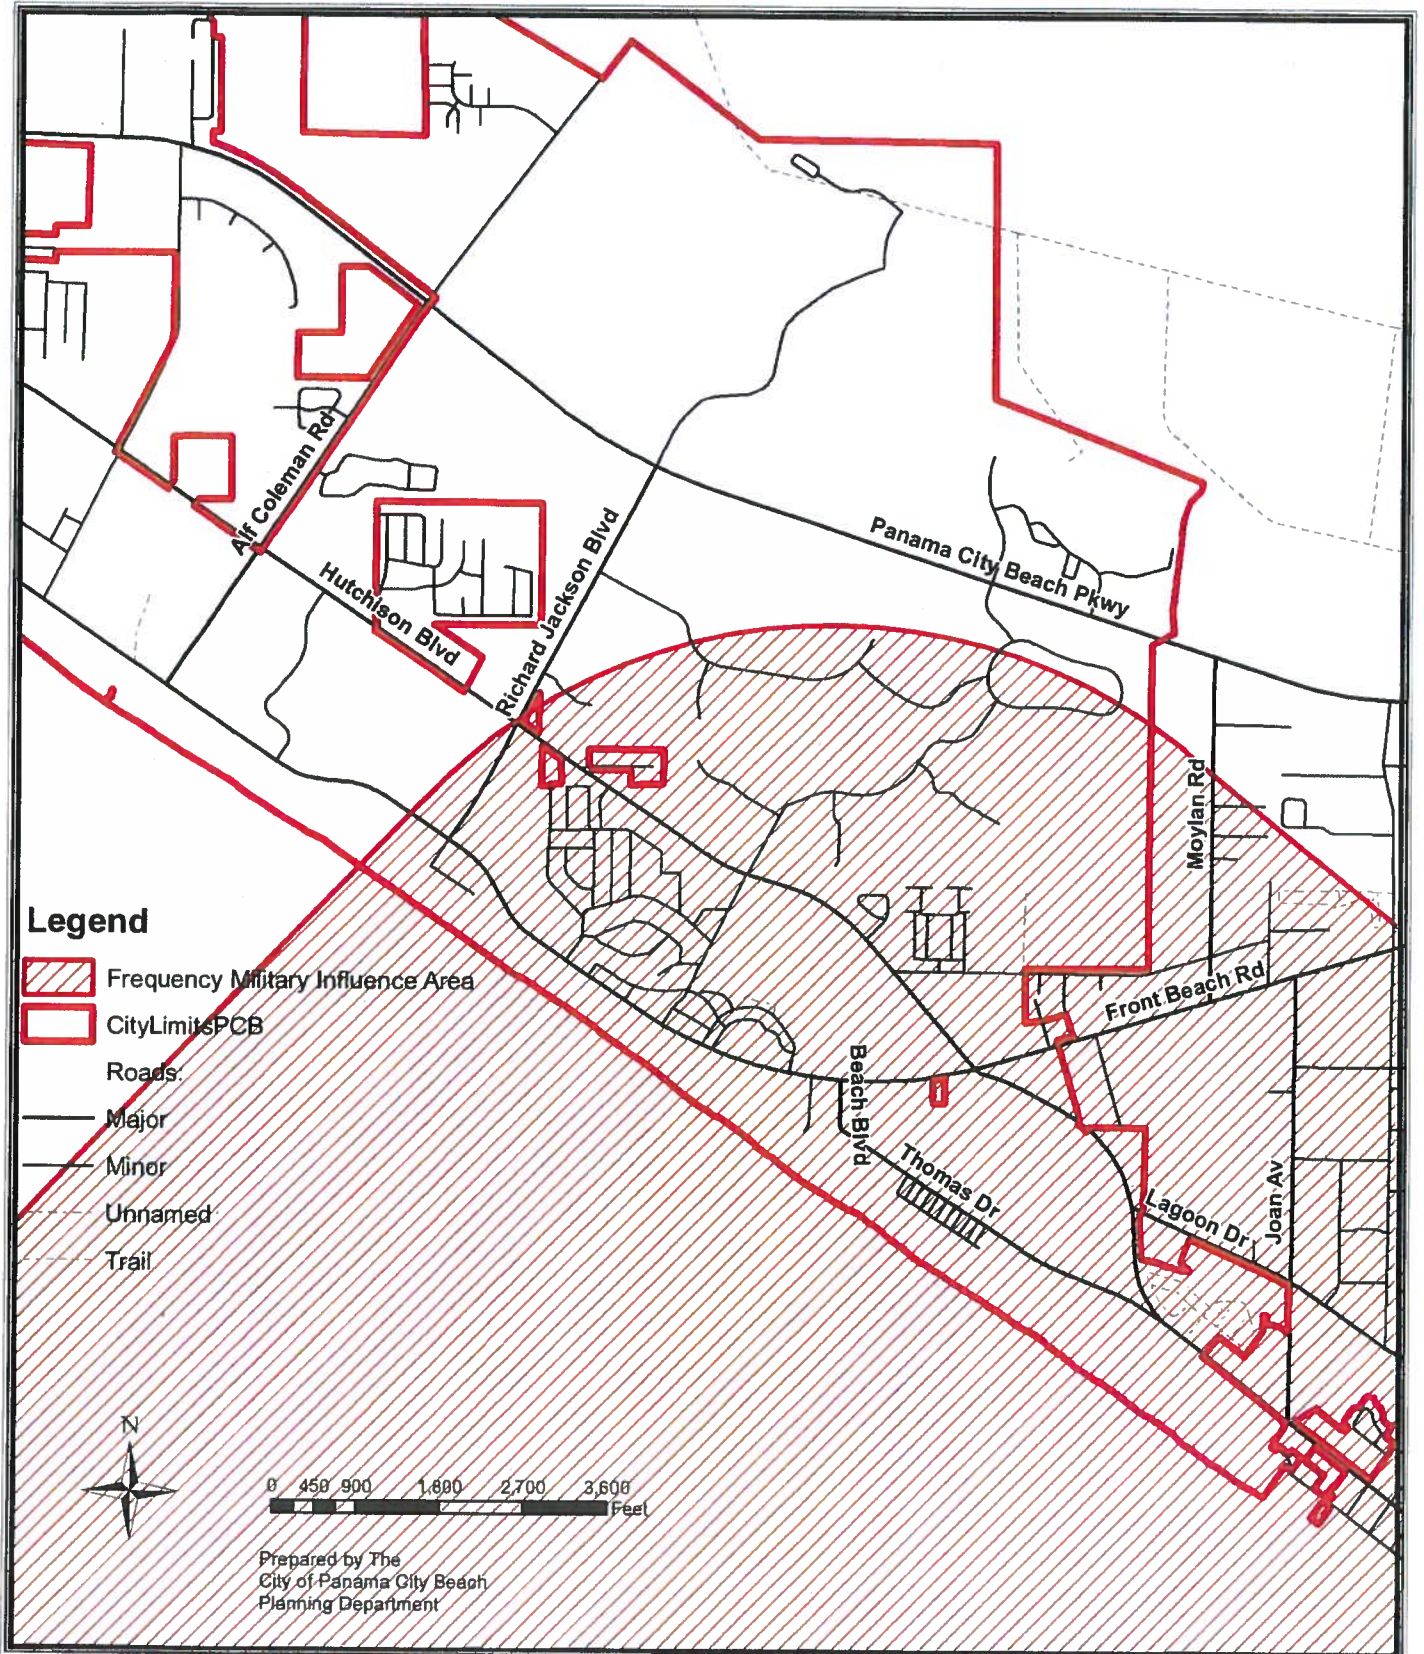 Alf Coleman Rd
Hutchison Blvd
Richard Jackson Blvd
Panama City Beach Pkwy
Moylan Rd
Front Beach Rd
Beach Blvd
Thomas Dr
Lagoon Dr
Joan Av
Legend
Frequency Military Influence Area
CityLimitsPCB
Roads:
Major
Minor
Unnamed
Trail
N
0 450 900 1,800 2,700 3,600
Feet
Prepared by The
City of Panama City Beach
Planning Department